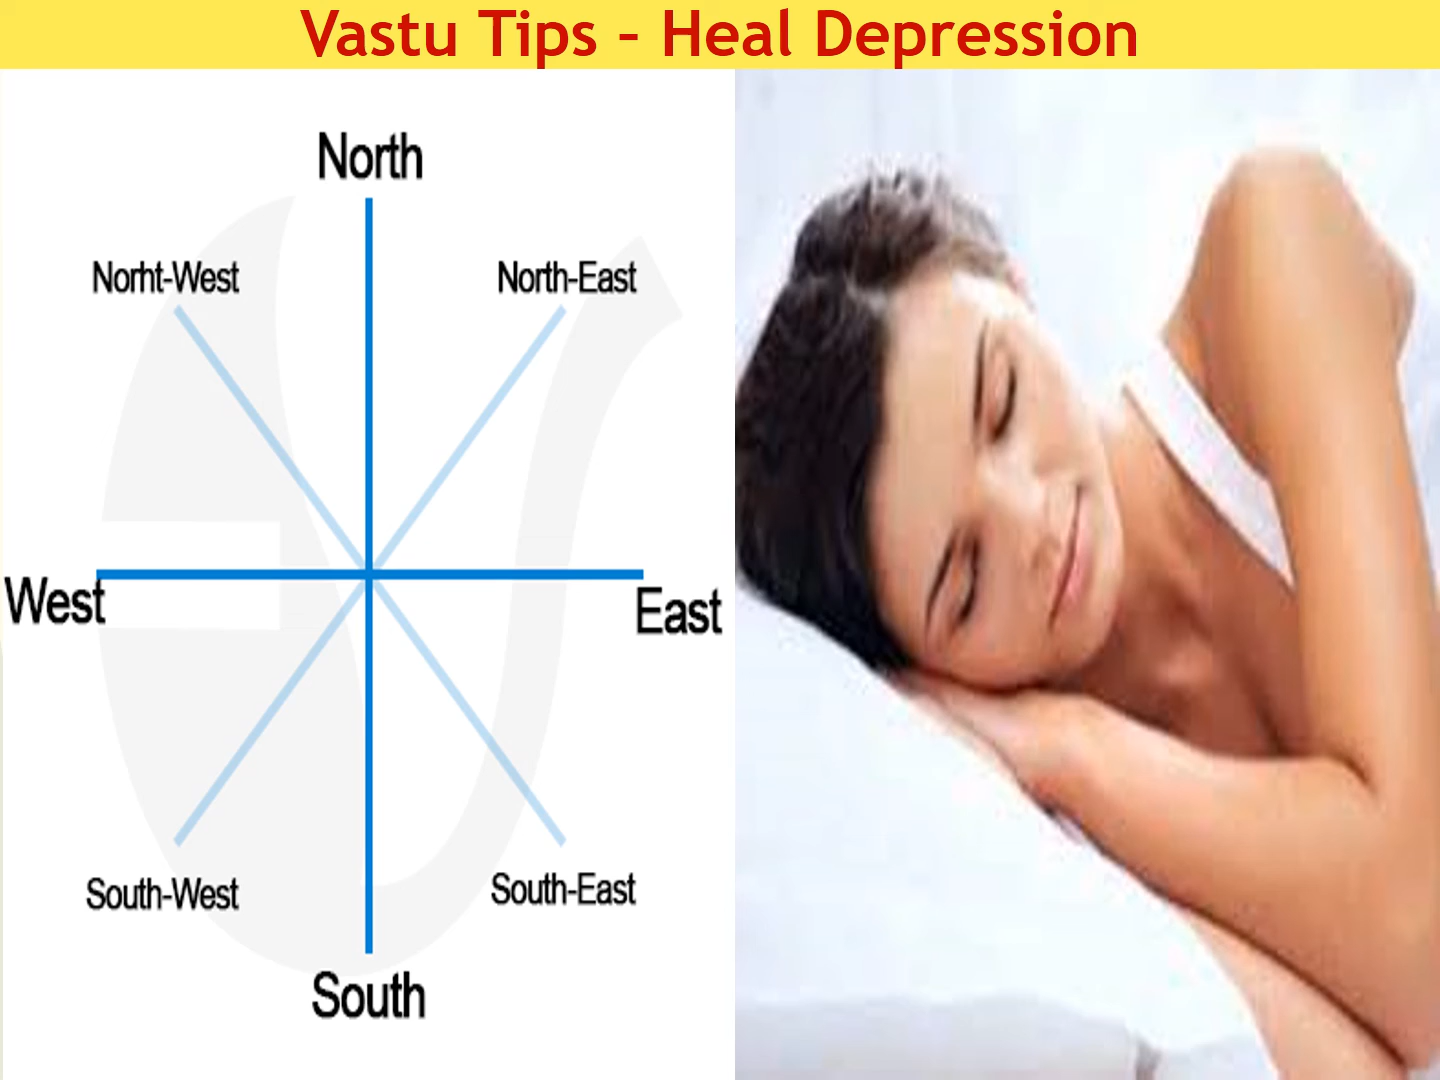 Vastu Tips – Heal Depression
North
Norht-West
North-East
West
East
South-West
South-East
South